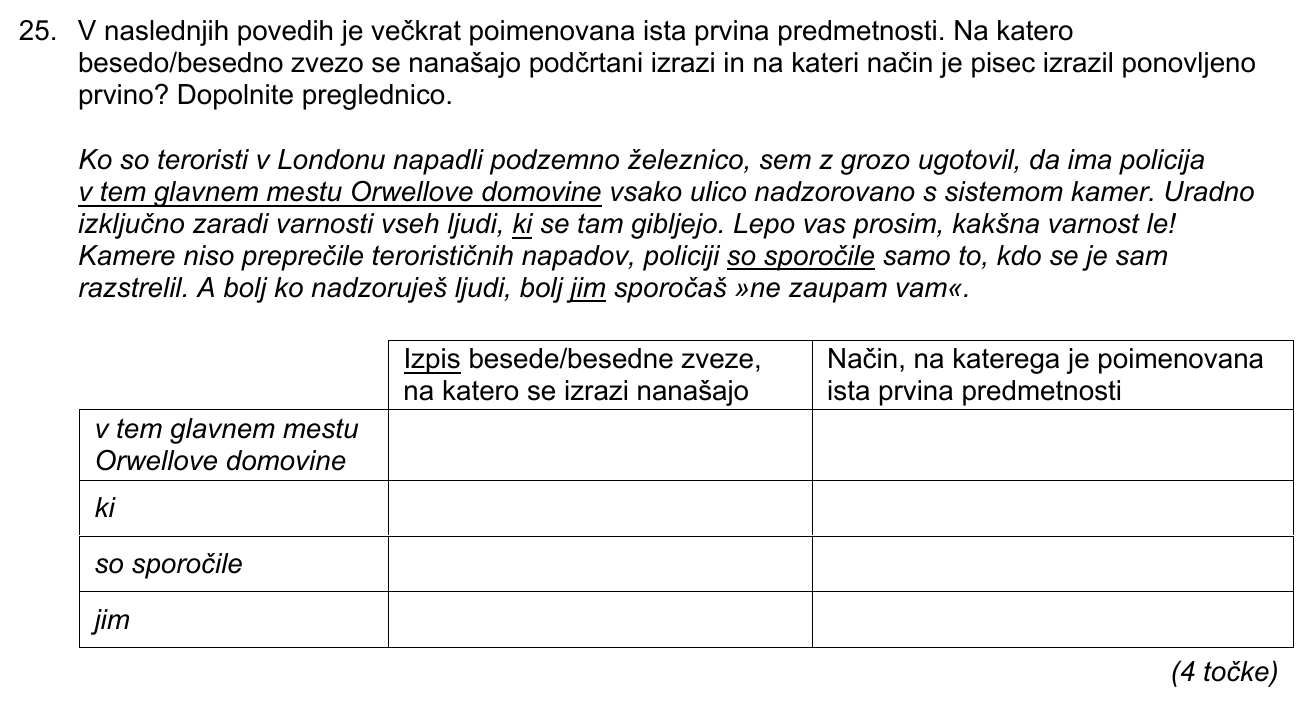 25. V naslednjih povedih je večkrat poimenovana ista prvina predmetnosti. Na katero
besedo/besedno zvezo se nanašajo podčrtani izrazi in na kateri način je pisec izrazil ponovljeno
prvino? Dopolnite preglednico.
Ko so teroristi v Londonu napadli podzemno železnico, sem z grozo ugotovil, da ima policija
v tem glavnem mestu Orwellove domovine vsako ulico nadzorovano s sistemom kamer. Uradno
izključno zaradi varnosti vseh ljudi, ki se tam gibljejo. Lepo vas prosim, kakšna varnost le!
Kamere niso preprečile terorističnih napadov, policiji so sporočile samo to, kdo se je sam
razstrelil. A bolj ko nadzoruješ ljudi, bolj jim sporočaš »ne zaupam vam«.
Izpis besede/besedne zveze,
na katero se izrazi nanašajo
Način, na katerega je poimenovana
ista prvina predmetnosti
v tem glavnem mestu
Orwellove domovine
ki
so sporočile
jim
(4 točke)